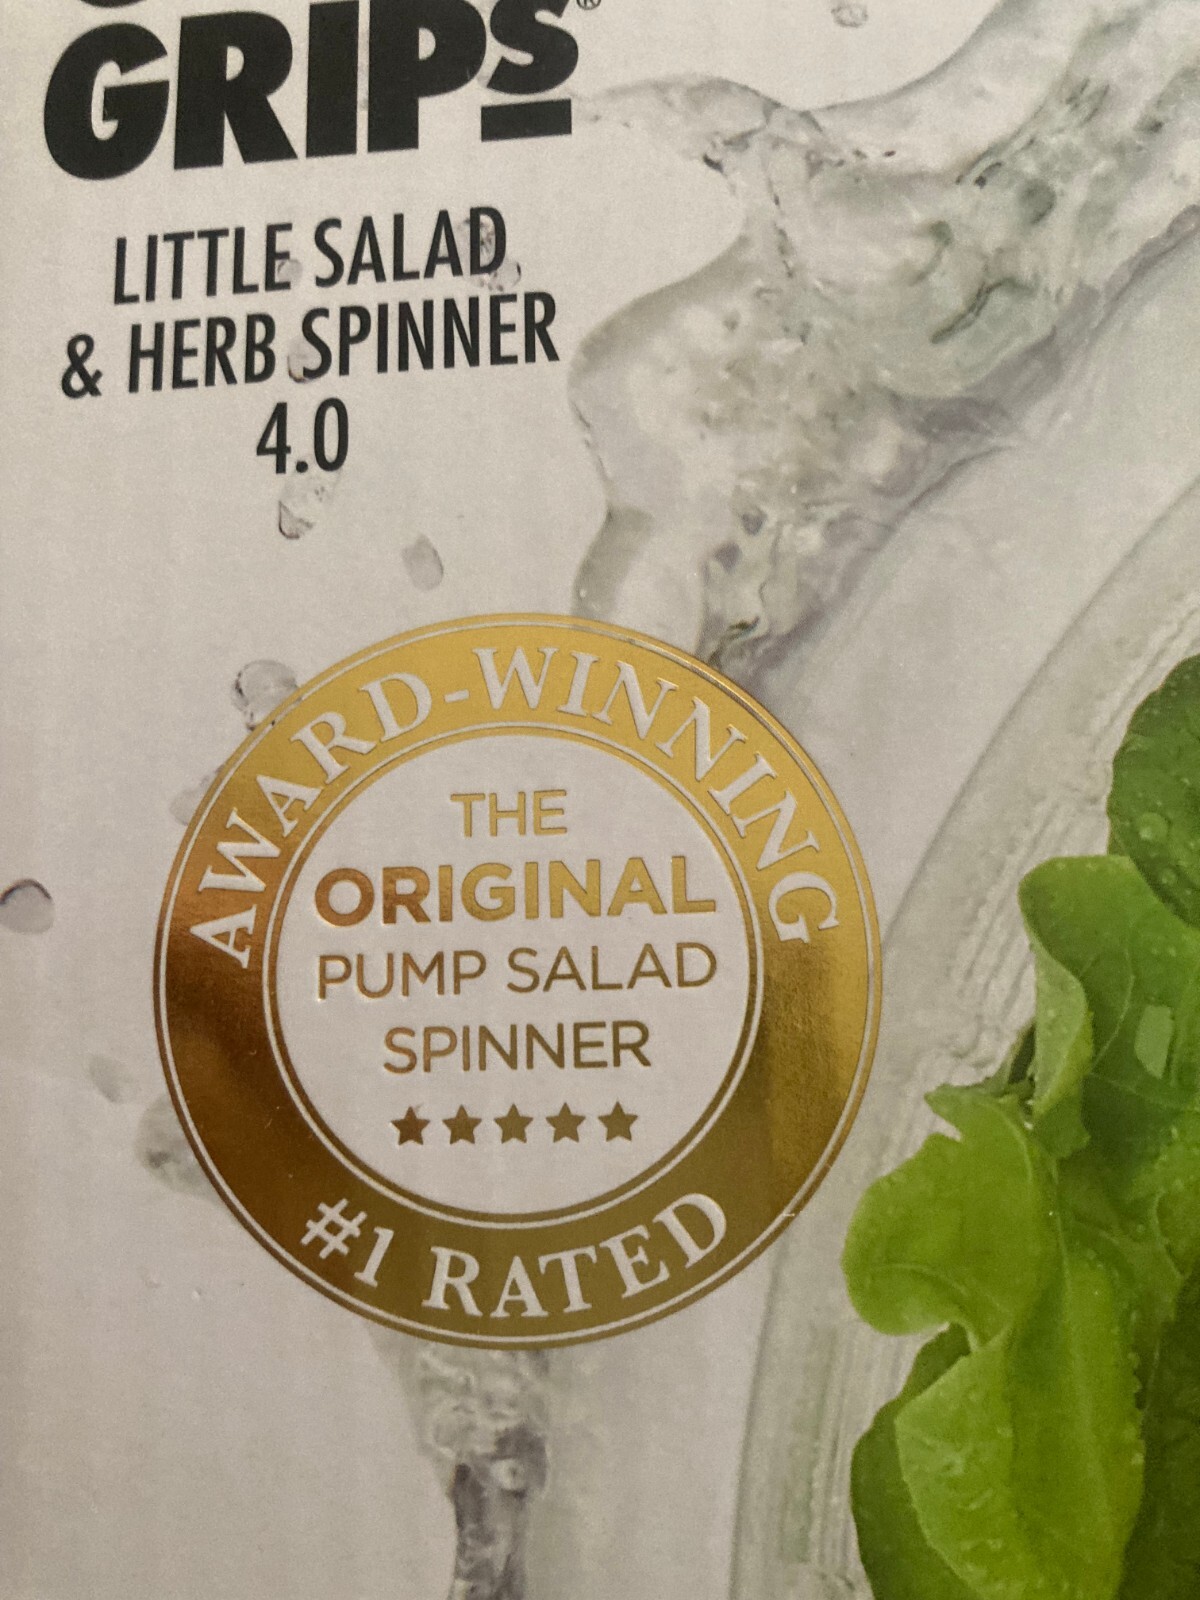 GRIPS®
LITTLE SALAD
& HERB SPINNER
4.0
AWARD-WINNING
THE
ORIGINAL
PUMP SALAD
SPINNER
★★★★★
#1 RATED